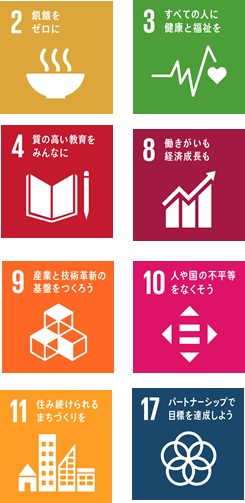 2 飢餓を
ゼロに
3 すべての人に
健康と福祉を
4 質の高い教育を
みんなに
8 働きがいも
経済成長も
9 産業と技術革新の
基盤をつくろう
10 人や国の不平等
をなくそう
11 住み続けられる
まちづくりを
17 パートナーシップで
目標を達成しよう